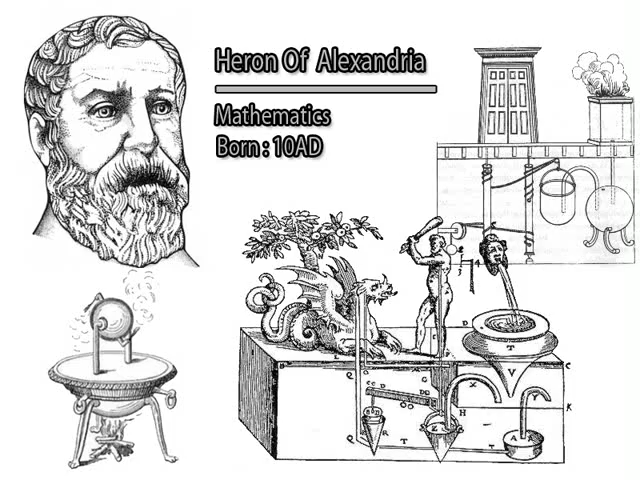 Heron Of Alexandria
Mathematics
Born : 10AD
D
T
V
C
B
L
Q
G
X
Y
K
H
R
Z
A
Q
T
T